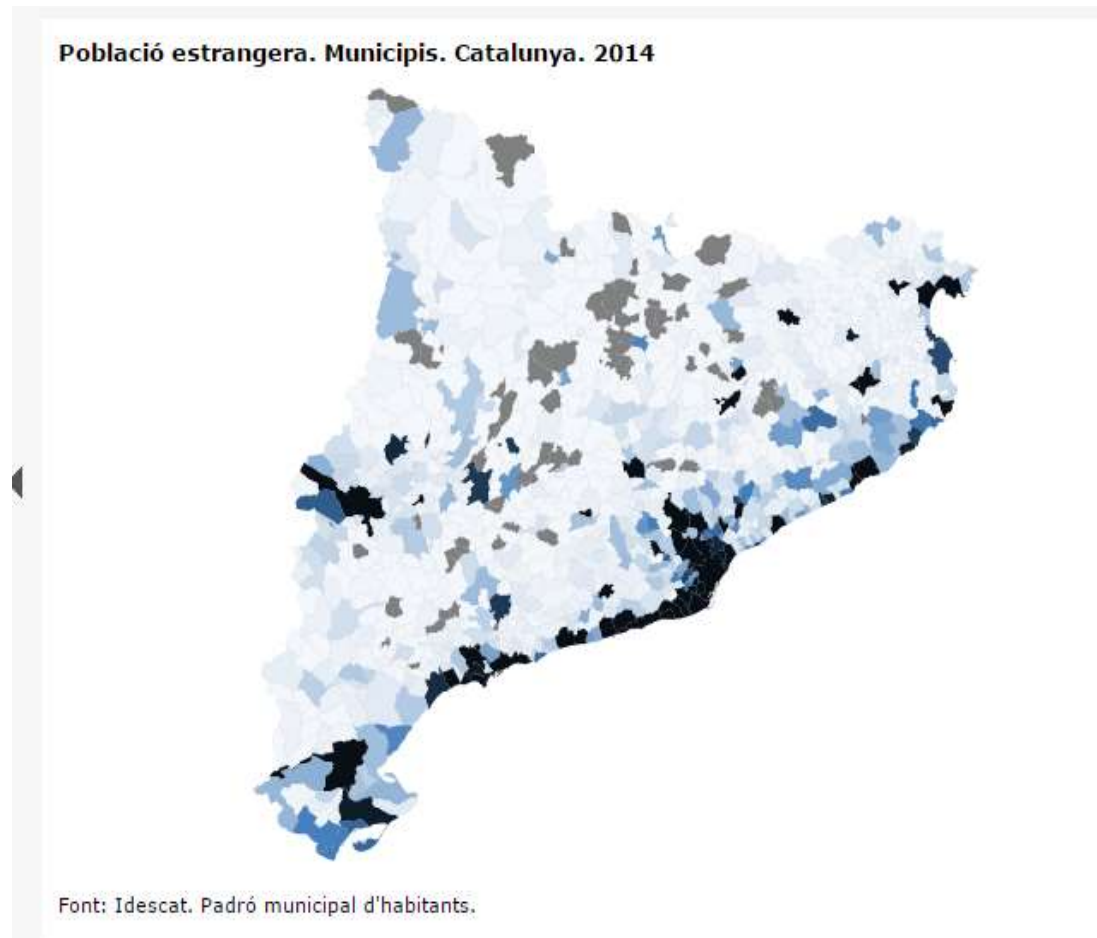 Població estrangera. Municipis. Catalunya. 2014
Font: Idescat. Padró municipal d'habitants.